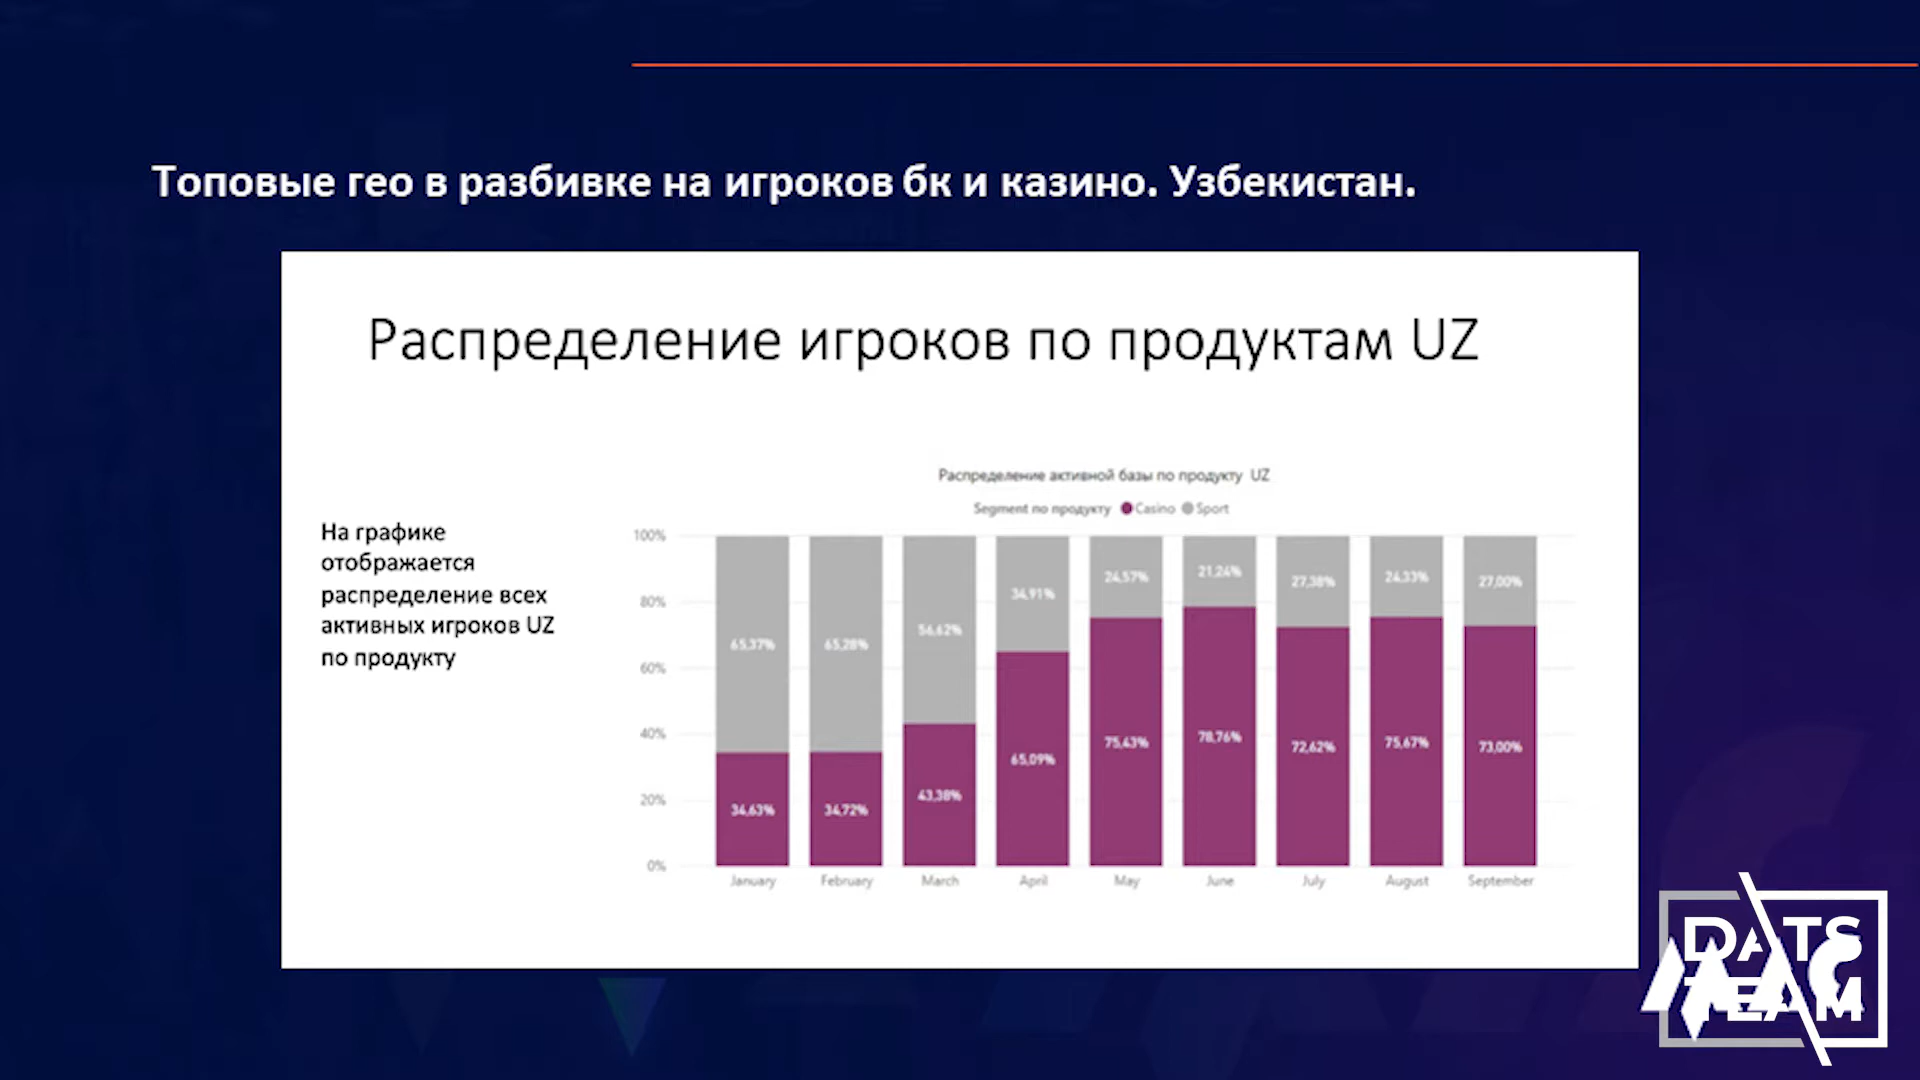 Топовые гео в разбивке на игроков бк и казино. Узбекистан.
Распределение игроков по продуктам UZ
На графике
отображается
распределение всех
активных игроков UZ
по продукту
Распределение активной базы по продукту UZ
Segment по продукту Casino Sport
100%
80%
60%
40%
20%
0%
65,37% 65,28% 56,62% 34,91% 24,57% 21,24% 27,38% 24,33% 27,00%
34,63% 34,72% 43,38% 65,09% 75,43% 78,76% 72,62% 75,67% 73,00%
January February March April May June July August September
DATS
TEAM